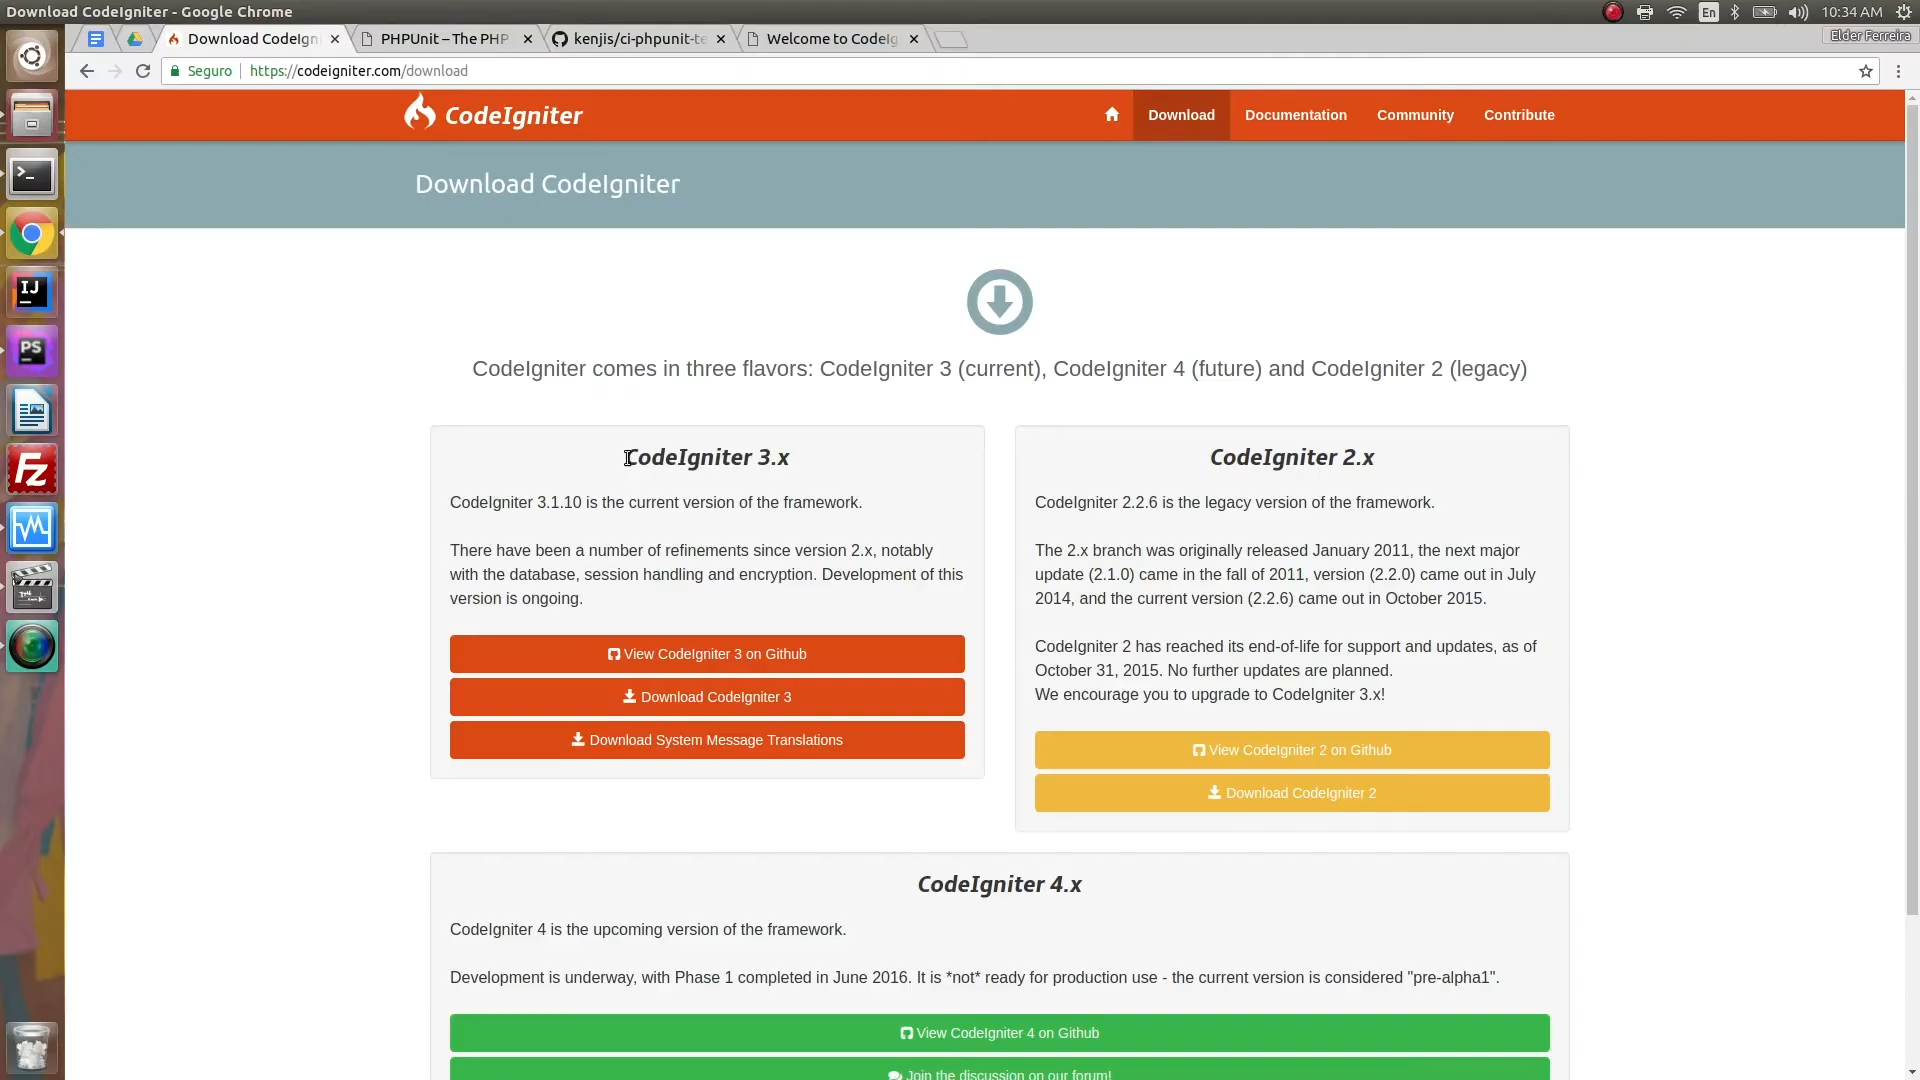 Download CodeIgniter - Google Chrome
En
10:34 AM
Download CodeIgn
PHPUnit – The PHP
kenjis/ci-phpunit-te
Welcome to CodeIg
Elder Ferreira
Seguro
https://codeigniter.com/download
CodeIgniter
Download
Documentation
Community
Contribute
Download CodeIgniter
CodeIgniter comes in three flavors: CodeIgniter 3 (current), CodeIgniter 4 (future) and CodeIgniter 2 (legacy)
CodeIgniter 3.x
CodeIgniter 3.1.10 is the current version of the framework.
There have been a number of refinements since version 2.x, notably
with the database, session handling and encryption. Development of this
version is ongoing.
View CodeIgniter 3 on Github
Download CodeIgniter 3
Download System Message Translations
CodeIgniter 2.x
CodeIgniter 2.2.6 is the legacy version of the framework.
The 2.x branch was originally released January 2011, the next major
update (2.1.0) came in the fall of 2011, version (2.2.0) came out in July
2014, and the current version (2.2.6) came out in October 2015.
CodeIgniter 2 has reached its end-of-life for support and updates, as of
October 31, 2015. No further updates are planned.
We encourage you to upgrade to CodeIgniter 3.x!
View CodeIgniter 2 on Github
Download CodeIgniter 2
CodeIgniter 4.x
CodeIgniter 4 is the upcoming version of the framework.
Development is underway, with Phase 1 completed in June 2016. It is *not* ready for production use - the current version is considered "pre-alpha1".
View CodeIgniter 4 on Github
Join the discussion on our forum!
IJ
PS
Fz